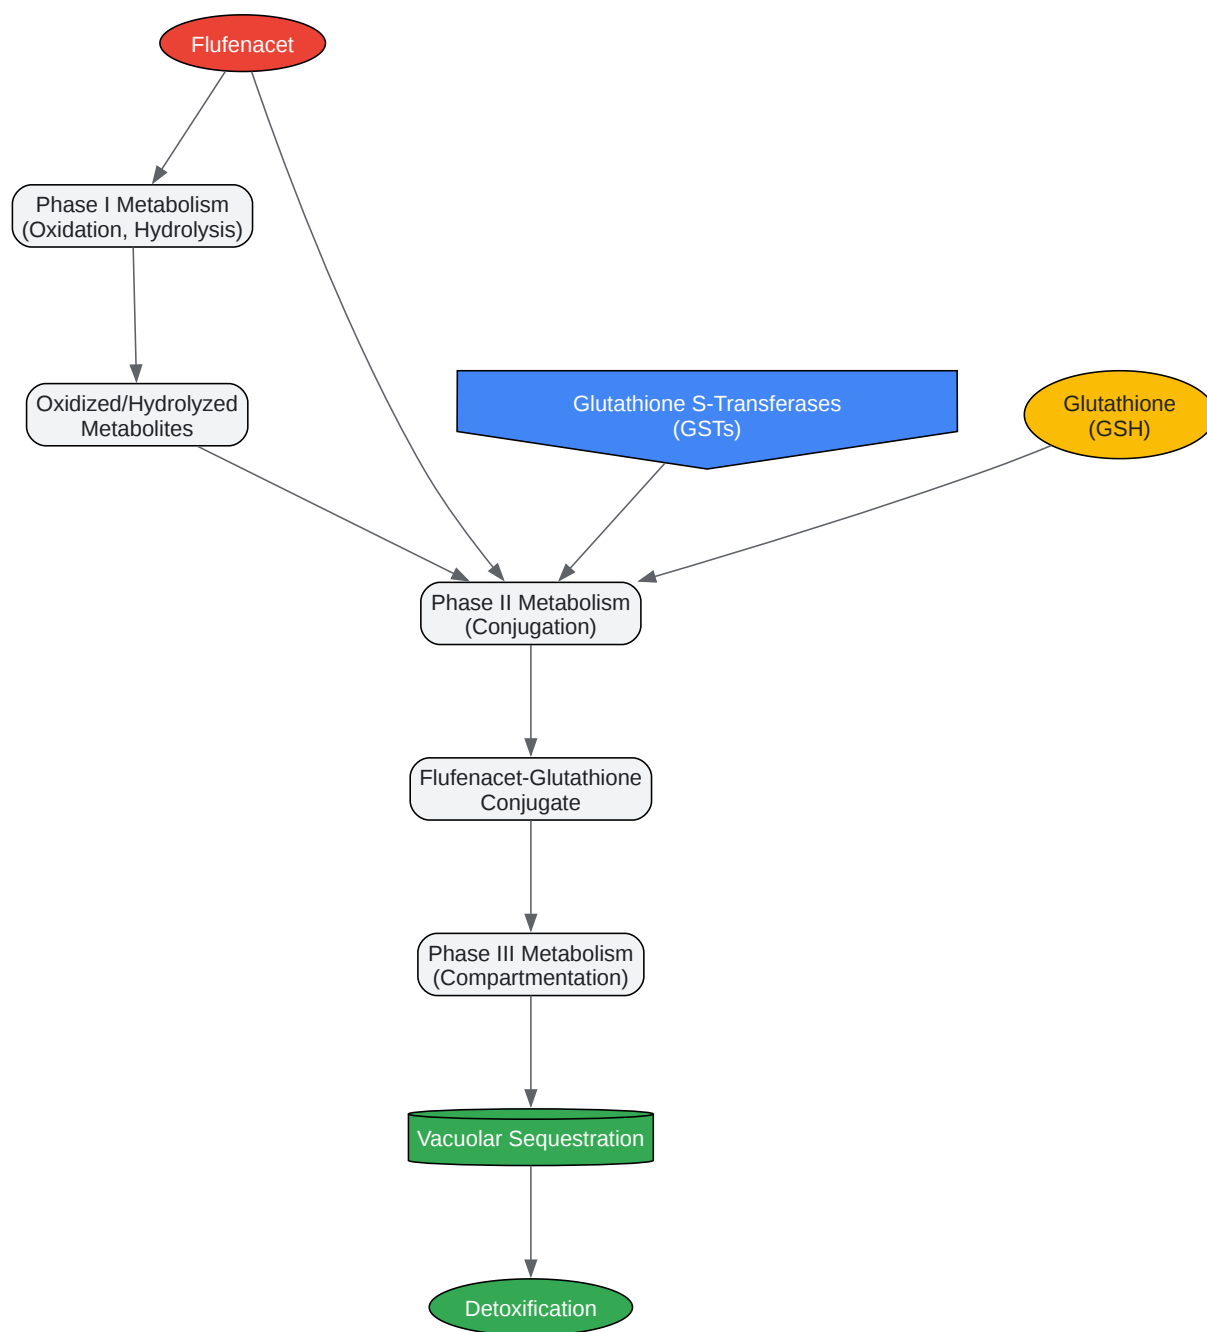 Flufenacet
Phase I Metabolism
(Oxidation, Hydrolysis)
Oxidized/Hydrolyzed
Metabolites
Glutathione S-Transferases
(GSTs)
Glutathione
(GSH)
Phase II Metabolism
(Conjugation)
Flufenacet-Glutathione
Conjugate
Phase III Metabolism
(Compartmentation)
Vacuolar Sequestration
Detoxification